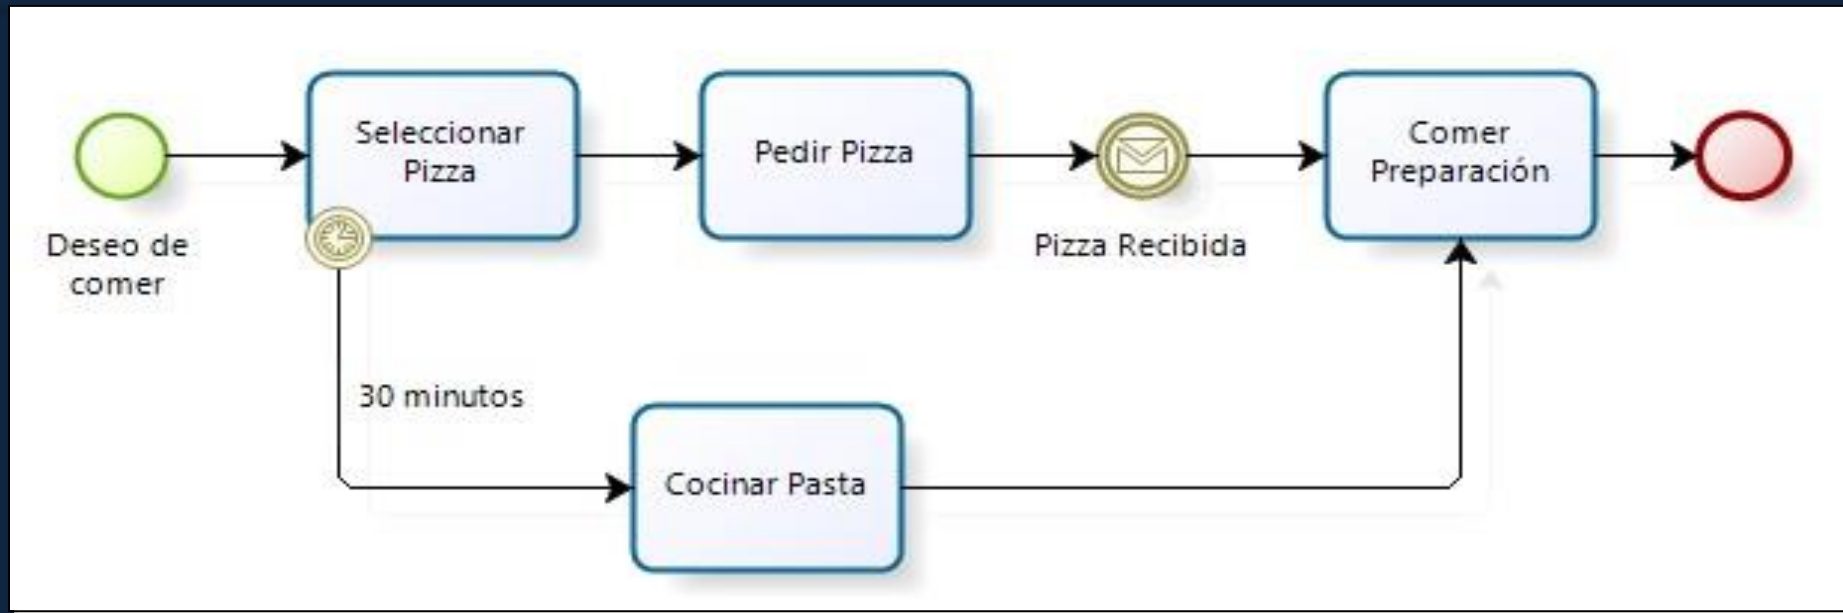 Deseo de
comer
Seleccionar
Pizza
30 minutos
Pedir Pizza
Pizza Recibida
Cocinar Pasta
Comer
Preparación